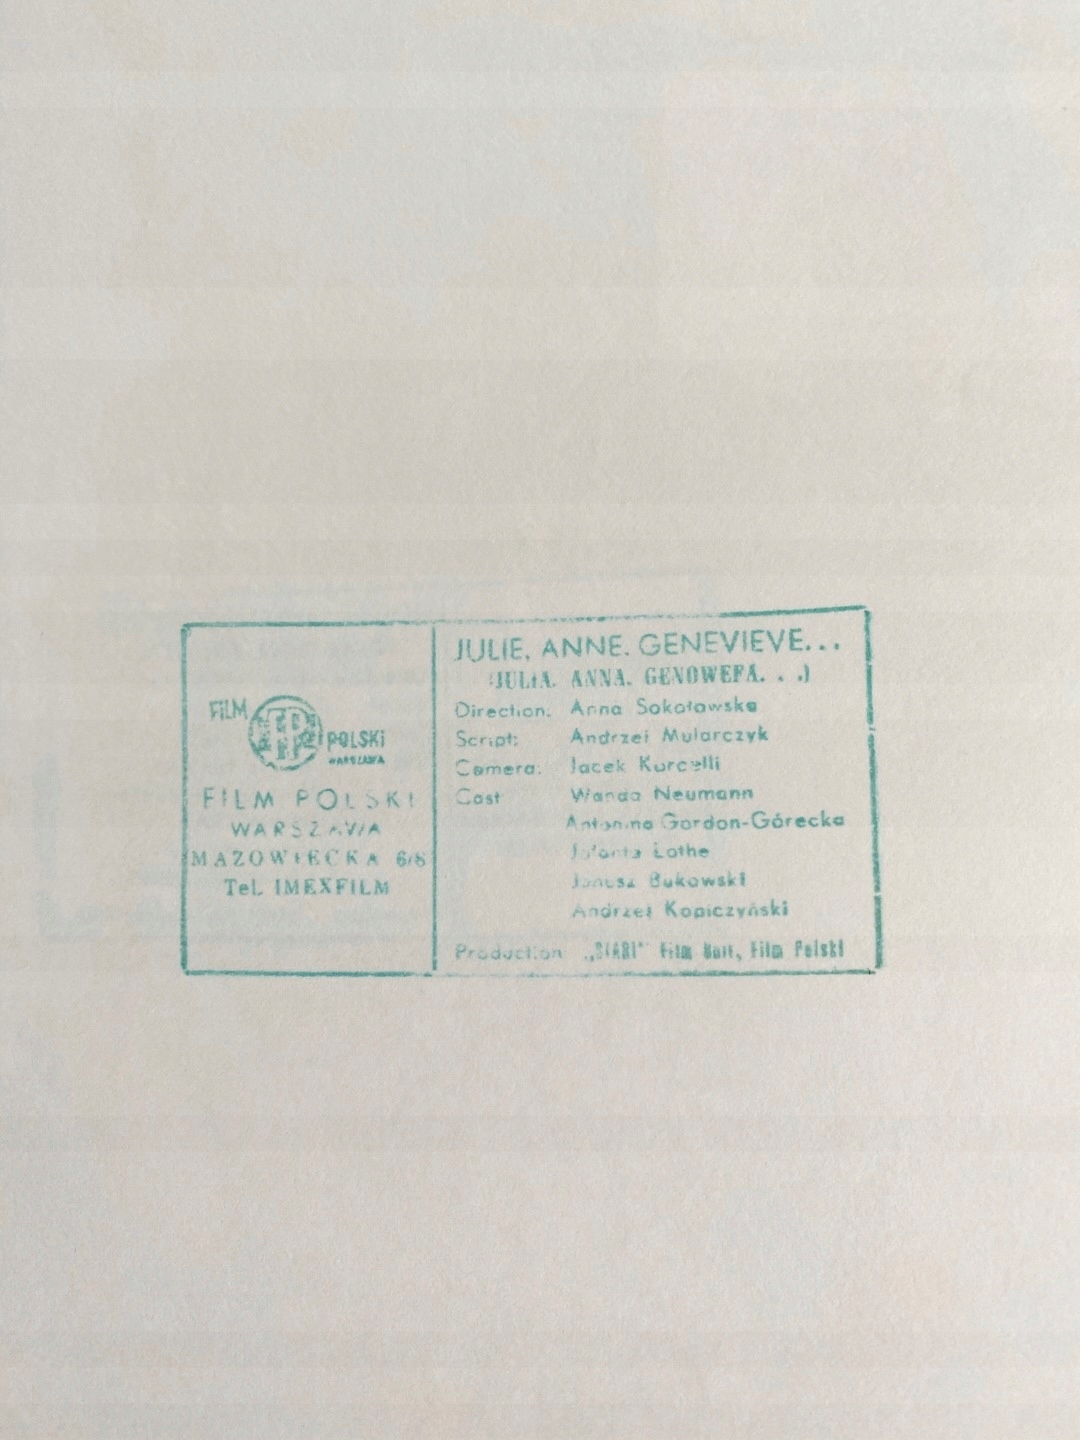 FILM FP POLSKI
WARSZAWA
FILM POLSKI
WARSZAWA
MAZOWIECKA 6/8
Tel. IMEXFILM
JULIE, ANNE, GENEVIEVE...
(JULIA, ANNA, GENOWEFA. . .)
Direction: Anna Sokołowska
Script: Andrzej Mularczyk
Camera: Jacek Korcelli
Cast Wanda Neumann
Antonina Gordon-Górecka
Jolanta Lothe
Janusz Bukowski
Andrzej Kopiczyński
Production „START" Film Unit, Film Polski